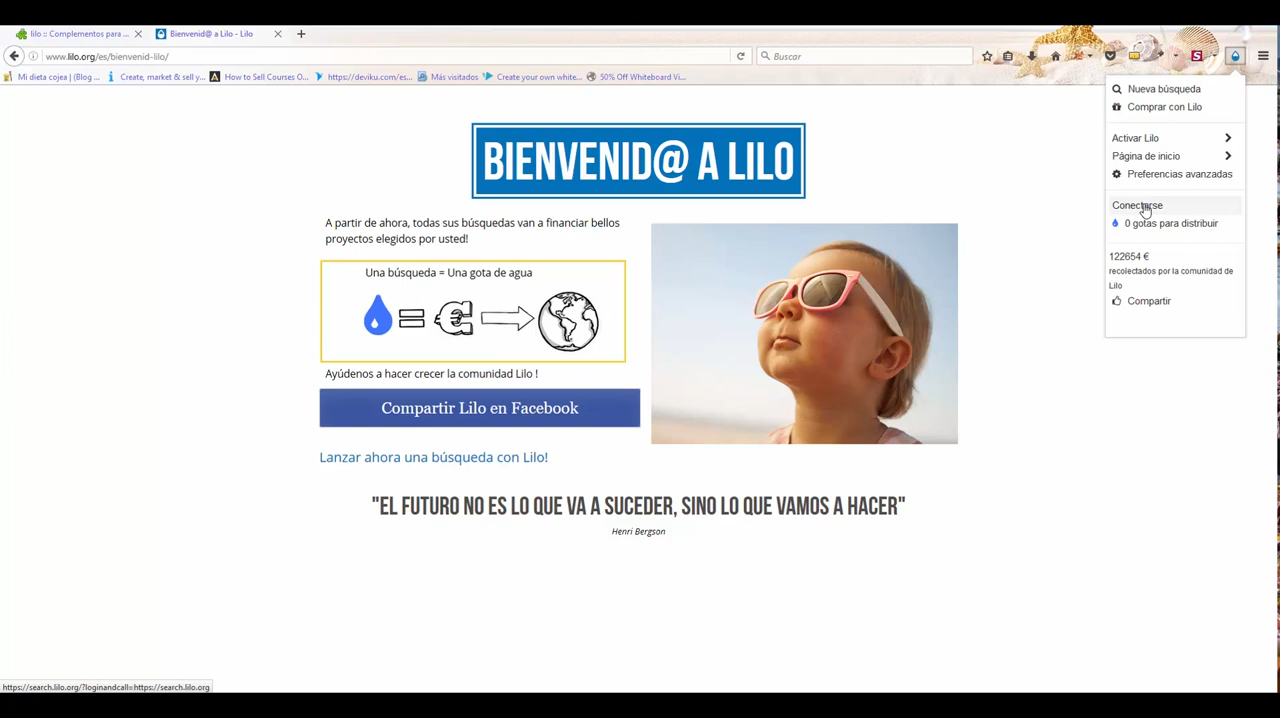 lilo :: Complementos para ...
Bienvenid@ a Lilo - Lilo
www.lilo.org/es/bienvenid-lilo/
Buscar
Mi dieta cojea | (Blog ...
Create, market & sell y...
How to Sell Courses O...
https://deviku.com/es...
Más visitados
Create your own white...
50% Off Whiteboard Vi...
Nueva búsqueda
Comprar con Lilo
Activar Lilo
Página de inicio
Preferencias avanzadas
Conectarse
0 gotas para distribuir
122654 €
recolectados por la comunidad de
Lilo
Compartir
BIENVENID@ A LILO
A partir de ahora, todas sus búsquedas van a financiar bellos
proyectos elegidos por usted!
Una búsqueda = Una gota de agua
Ayúdenos a hacer crecer la comunidad Lilo !
Compartir Lilo en Facebook
Lanzar ahora una búsqueda con Lilo!
"EL FUTURO NO ES LO QUE VA A SUCEDER, SINO LO QUE VAMOS A HACER"
Henri Bergson
https://search.lilo.org/?loginandcall=https://search.lilo.org